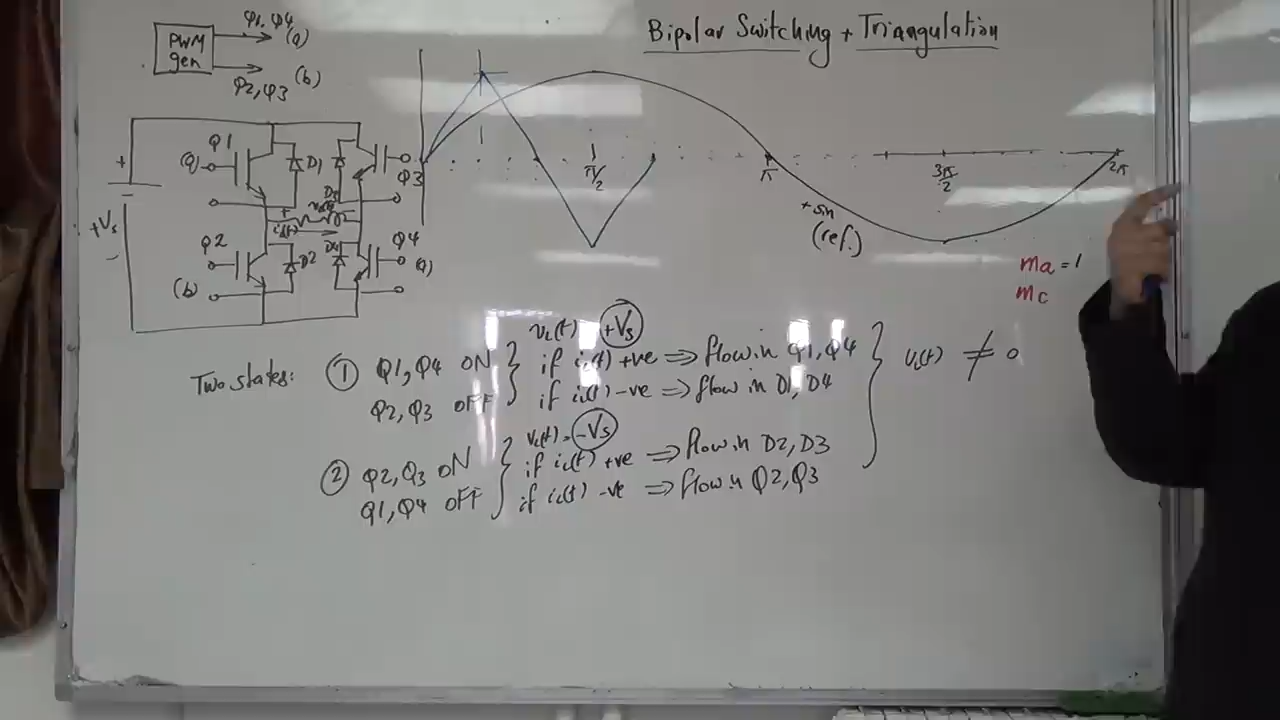 Bipolar Switching + Triangulation
PWM
gen
Q1, Q4 (a)
Q2, Q3 (b)
+
+Vs
-
Q1
(a)
D1
Q3
Q2
(b)
D2
Q4
π/2
π
3π/2
2π
+ sin
(ref.)
ma = 1
mc
Two states:
① Q1, Q4 ON
Q2, Q3 OFF
vL(t) +Vs
if iL(t) +ve ⇒ flow in Q1, Q4
if iL(t) -ve ⇒ flow in D1, D4
vL(t) ≠ 0
② Q2, Q3 ON
Q1, Q4 OFF
vL(t) = -Vs
if iL(t) +ve ⇒ flow in D2, D3
if iL(t) -ve ⇒ flow in Q2, Q3